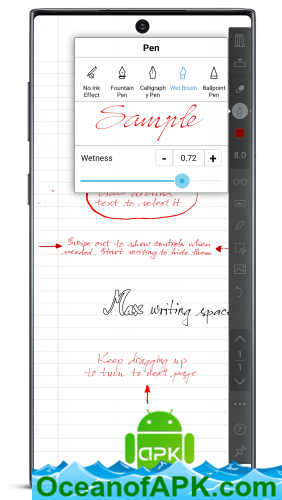 Pen
No Ink Effect
Fountain Pen
Calligraphy Pen
Wet Brush
Ballpoint Pen
Sample
Wetness - 0.72 +
8.0
text to select it
Swipe out to show controls when
needed. Start writing to hide them
Max writing space
Keep dragging up
to turn to next page
1
1
APK
OceanofAPK.com